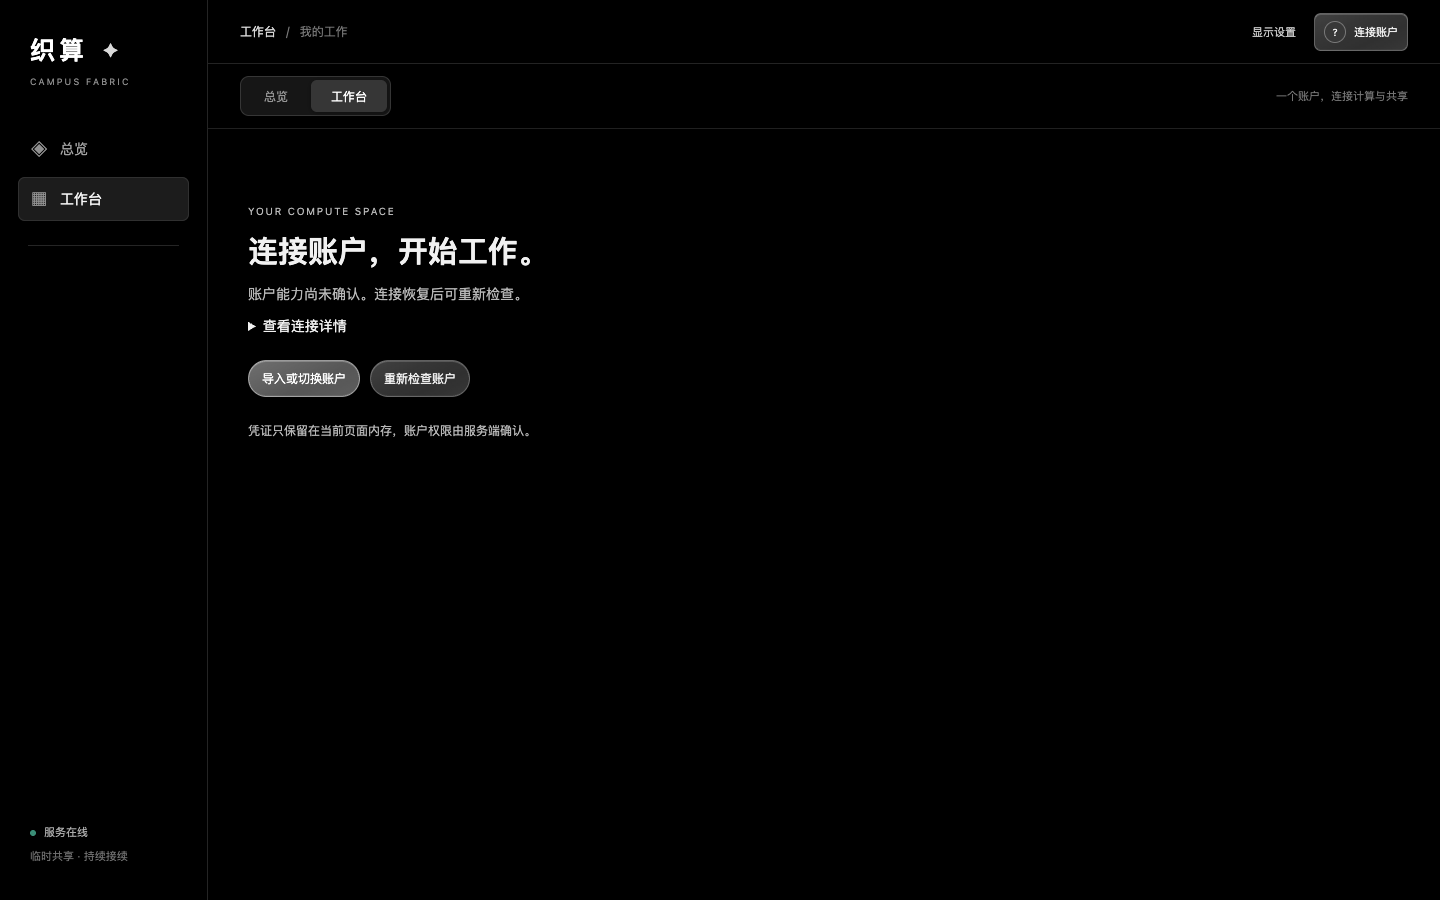 织算
CAMPUS FABRIC
总览
工作台
服务在线
临时共享 · 持续接续
工作台 / 我的工作
显示设置
? 连接账户
总览 工作台
一个账户，连接计算与共享
YOUR COMPUTE SPACE
连接账户，开始工作。
账户能力尚未确认。连接恢复后可重新检查。
查看连接详情
导入或切换账户 重新检查账户
凭证只保留在当前页面内存，账户权限由服务端确认。